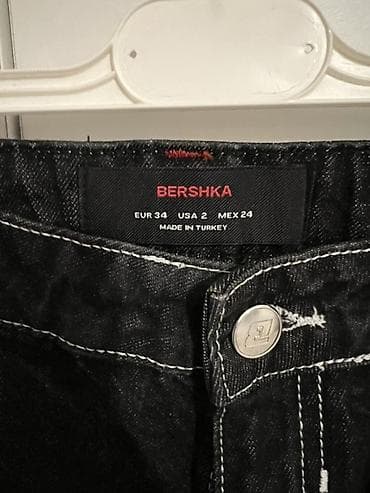 BERSHKA
EUR 34 USA 2 MEX 24
MADE IN TURKEY